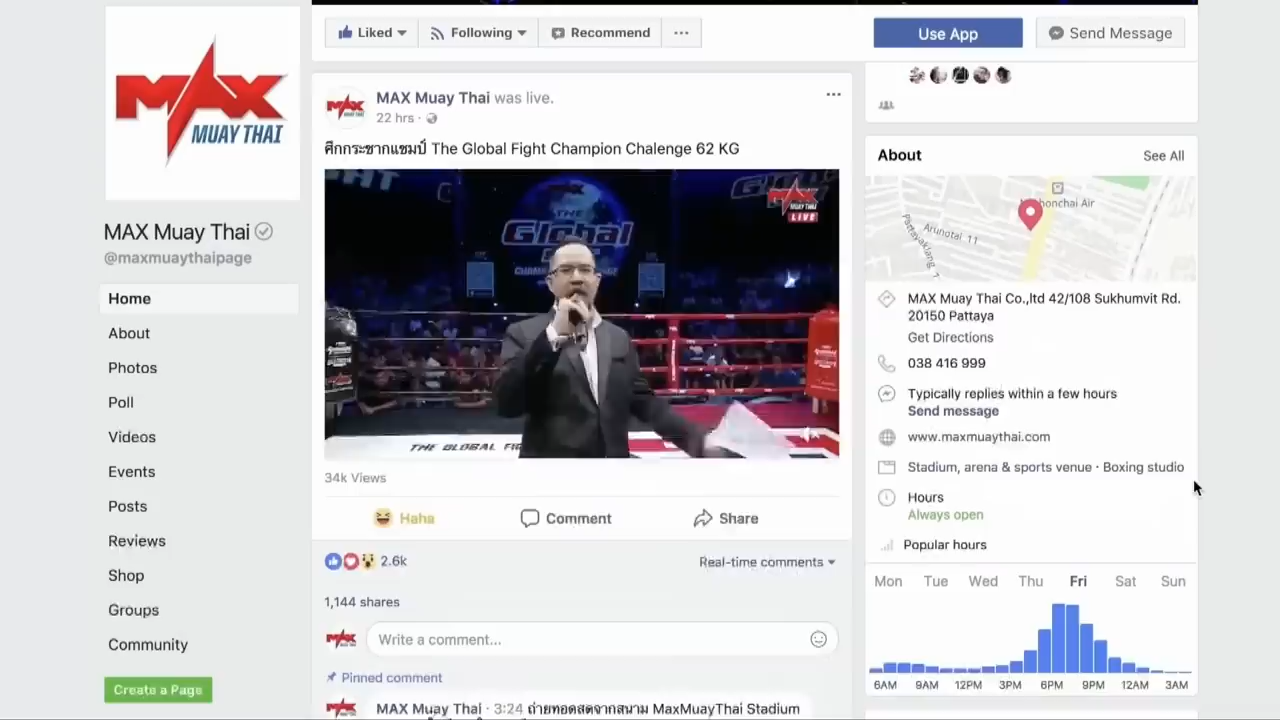 Liked
Following
Recommend
Use App
Send Message
MAX
MUAY THAI
MAX Muay Thai was live.
22 hrs ·
ศึกกระชากแชมป์ The Global Fight Champion Chalenge 62 KG
MAX
MUAY THAI
LIVE
THE
Global
THE GLOBAL
34k Views
Haha
Comment
Share
2.6k
Real-time comments
1,144 shares
Write a comment...
Pinned comment
MAX Muay Thai · 3:24 ถ่ายทอดสดจากสนาม MaxMuayThai Stadium
MAX Muay Thai
@maxmuaythaipage
Home
About
Photos
Poll
Videos
Events
Posts
Reviews
Shop
Groups
Community
Create a Page
About
See All
Arunotai 11
MAX Muay Thai Co.,ltd 42/108 Sukhumvit Rd.
20150 Pattaya
Get Directions
038 416 999
Typically replies within a few hours
Send message
www.maxmuaythai.com
Stadium, arena & sports venue · Boxing studio
Hours
Always open
Popular hours
Mon Tue Wed Thu Fri Sat Sun
6AM 9AM 12PM 3PM 6PM 9PM 12AM 3AM